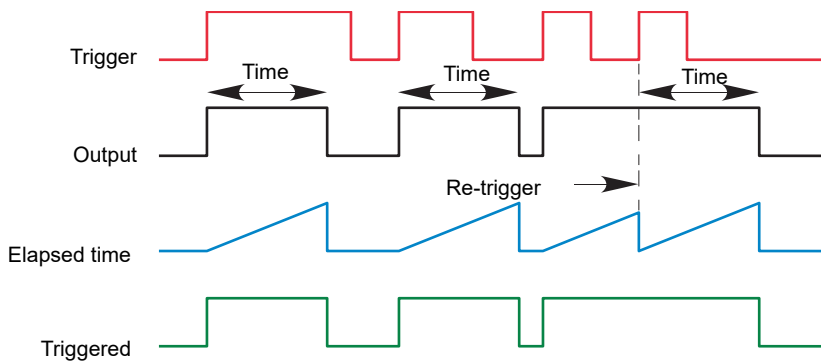 Trigger
Time
Time
Time
Output
Re-trigger
Elapsed time
Triggered